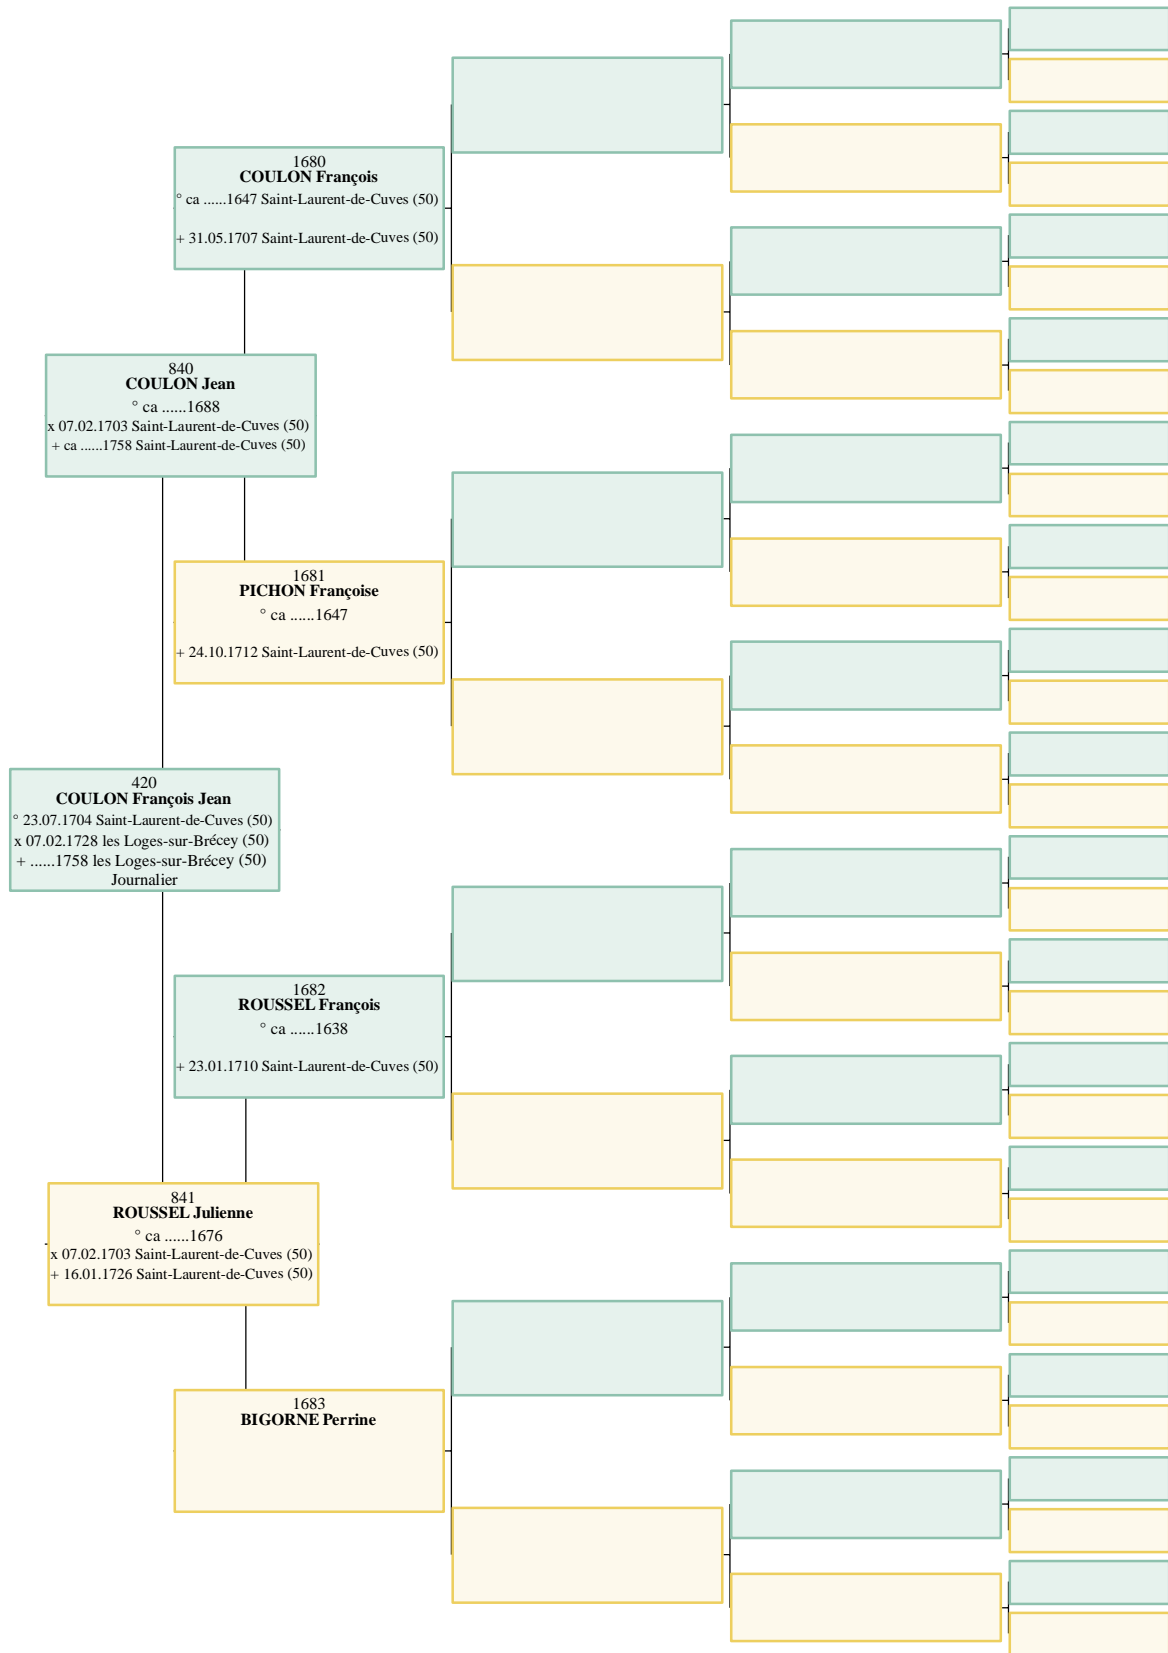 1680
COULON François
° ca ......1647 Saint-Laurent-de-Cuves (50)
+ 31.05.1707 Saint-Laurent-de-Cuves (50)
840
COULON Jean
° ca ......1688
x 07.02.1703 Saint-Laurent-de-Cuves (50)
+ ca ......1758 Saint-Laurent-de-Cuves (50)
1681
PICHON Françoise
° ca ......1647
+ 24.10.1712 Saint-Laurent-de-Cuves (50)
420
COULON François Jean
° 23.07.1704 Saint-Laurent-de-Cuves (50)
x 07.02.1728 les Loges-sur-Brécey (50)
+ ......1758 les Loges-sur-Brécey (50)
Journalier
1682
ROUSSEL François
° ca ......1638
+ 23.01.1710 Saint-Laurent-de-Cuves (50)
841
ROUSSEL Julienne
° ca ......1676
x 07.02.1703 Saint-Laurent-de-Cuves (50)
+ 16.01.1726 Saint-Laurent-de-Cuves (50)
1683
BIGORNE Perrine